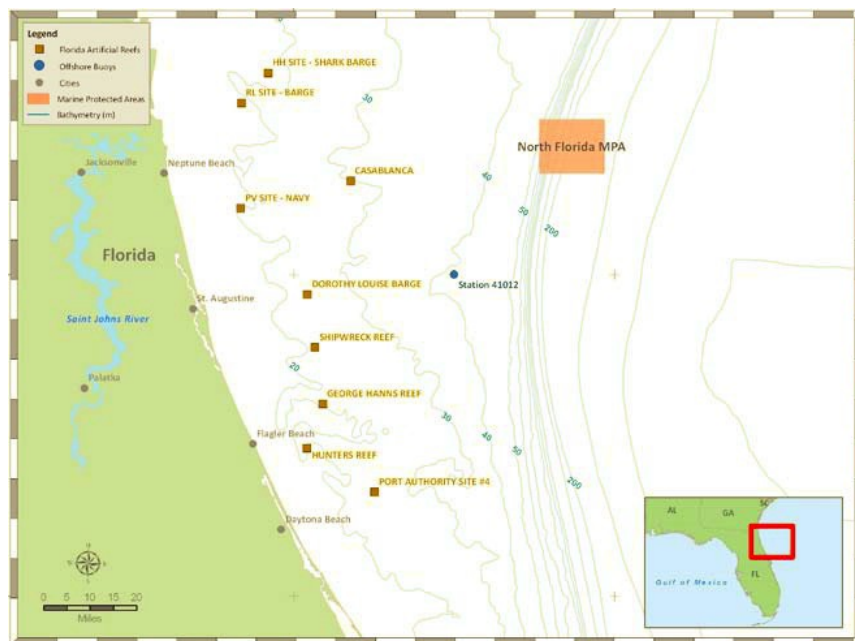 Legend
Florida Artificial Reefs
Offshore Buoys
Cities
Marine Protected Areas
Bathymetry (m)
HH SITE - SHARK BARGE
RL SITE - BARGE
30
North Florida MPA
Jacksonville
Neptune Beach
CASABLANCA
40
PV SITE - NAVY
50
200
Florida
Station 41012
DOROTHY LOUISE BARGE
St. Augustine
Saint Johns River
SHIPWRECK REEF
20
Palatka
GEORGE HANNS REEF
30
40
50
Flagler Beach
HUNTERS REEF
PORT AUTHORITY SITE #4
200
Daytona Beach
SC
AL
GA
FL
Gulf of Mexico
0 5 10 15 20
Miles